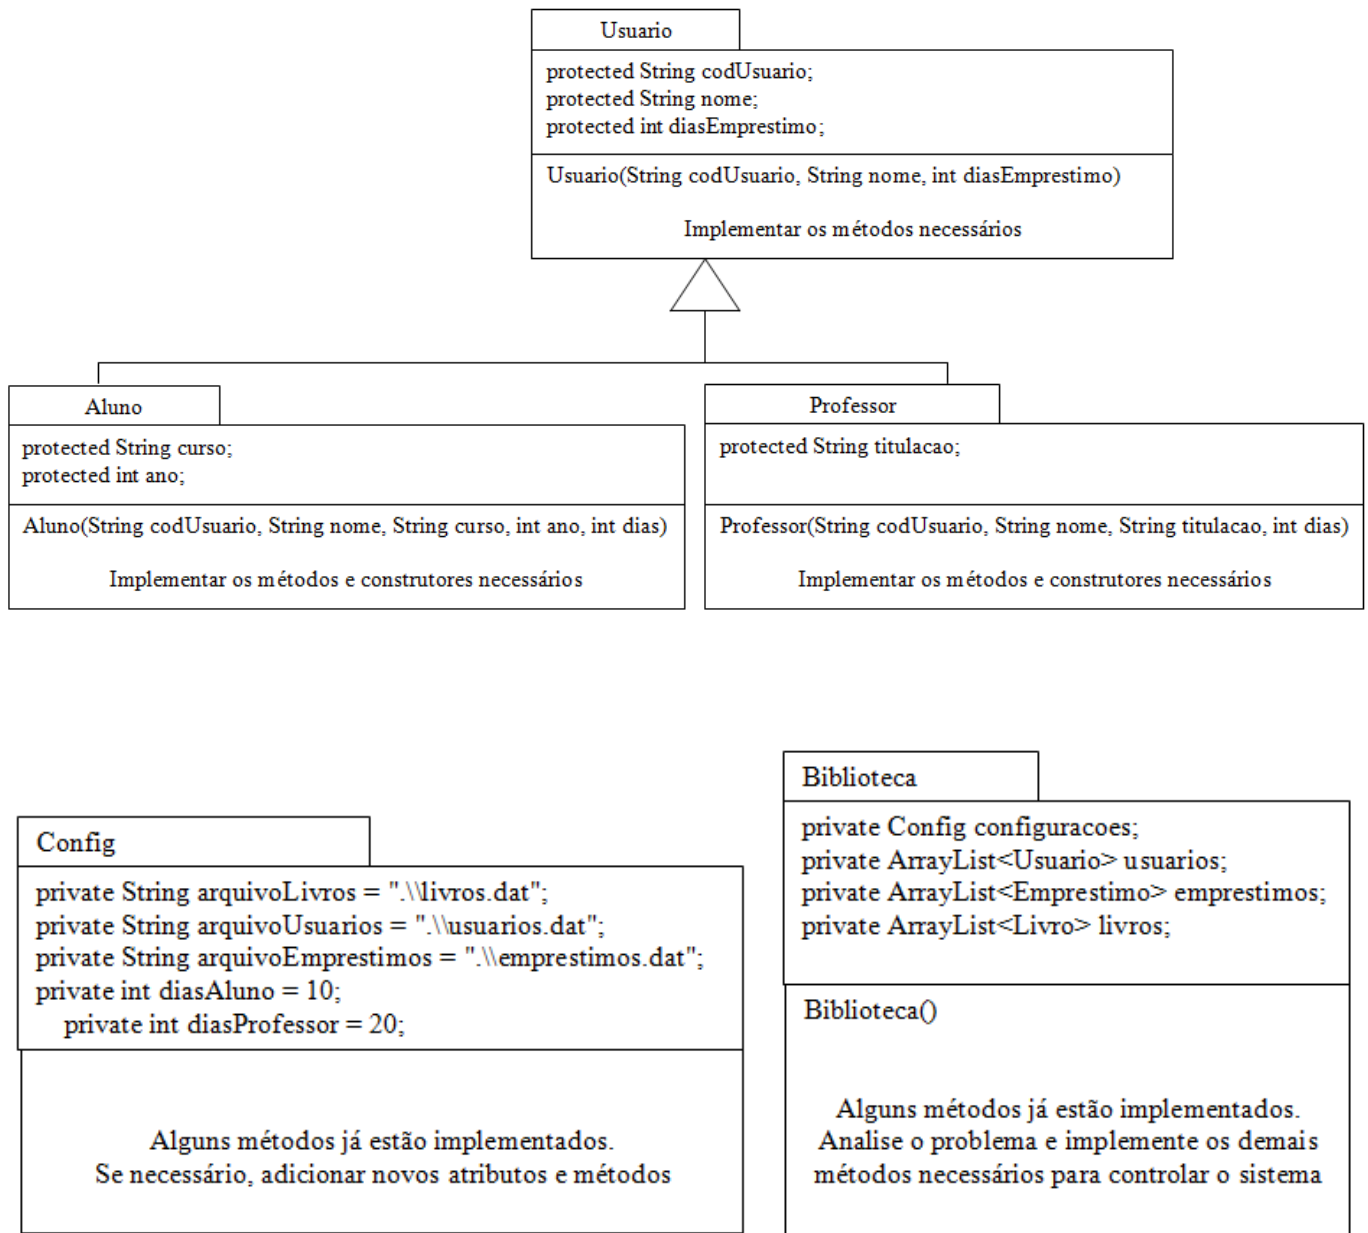 Usuario
protected String codUsuario;
protected String nome;
protected int diasEmprestimo;
Usuario(String codUsuario, String nome, int diasEmprestimo)
Implementar os métodos necessários
Aluno
protected String curso;
protected int ano;
Aluno(String codUsuario, String nome, String curso, int ano, int dias)
Implementar os métodos e construtores necessários
Professor
protected String titulacao;
Professor(String codUsuario, String nome, String titulacao, int dias)
Implementar os métodos e construtores necessários
Config
private String arquivoLivros = ".\\livros.dat";
private String arquivoUsuarios = ".\\usuarios.dat";
private String arquivoEmprestimos = ".\\emprestimos.dat";
private int diasAluno = 10;
private int diasProfessor = 20;
Alguns métodos já estão implementados.
Se necessário, adicionar novos atributos e métodos
Biblioteca
private Config configuracoes;
private ArrayList<Usuario> usuarios;
private ArrayList<Emprestimo> emprestimos;
private ArrayList<Livro> livros;
Biblioteca()
Alguns métodos já estão implementados.
Analise o problema e implemente os demais
métodos necessários para controlar o sistema